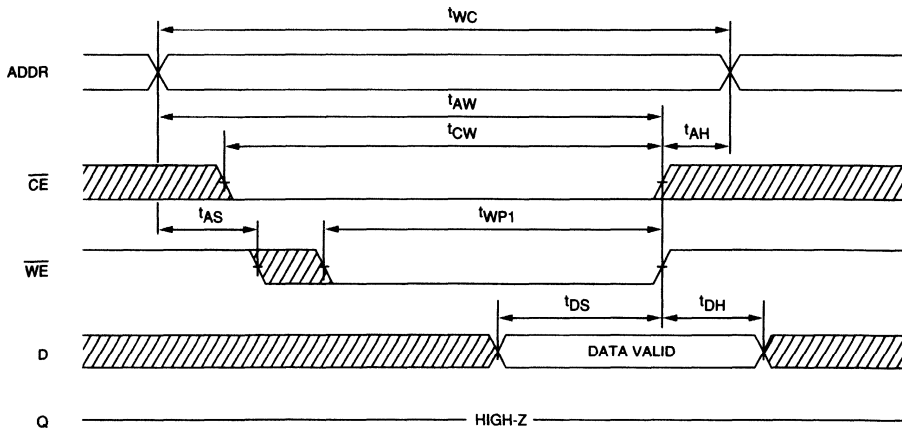 tWC
ADDR
tAW
tCW
tAH
CE
tAS
tWP1
WE
tDS
tDH
D
DATA VALID
Q
HIGH-Z